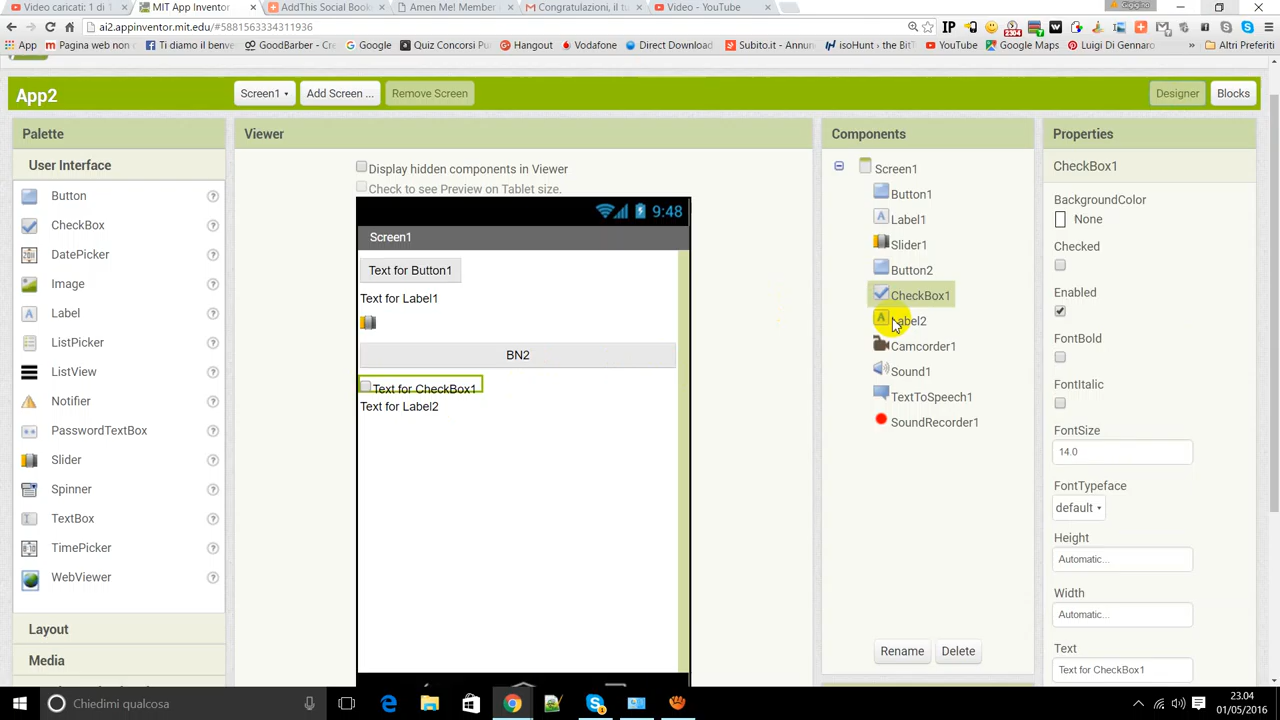 Video caricati: 1 di 1
MIT App Inventor
AddThis Social Book
Amen Me! Member
Congratulazioni, il tu
Video - YouTube
Gigigino
ai2.appinventor.mit.edu/#5881563334311936
App
Pagina web non
Ti diamo il benve
GoodBarber - Cre
Google
Quiz Concorsi Pu
Hangout
Vodafone
Direct Download
Subito.it - Annun
isoHunt : the BitT
YouTube
Google Maps
Luigi Di Gennaro
Altri Preferiti
IP
2304
App2
Screen1
Add Screen ...
Remove Screen
Designer
Blocks
Palette
User Interface
Button
CheckBox
DatePicker
Image
Label
ListPicker
ListView
Notifier
PasswordTextBox
Slider
Spinner
TextBox
TimePicker
WebViewer
Layout
Media
Viewer
Display hidden components in Viewer
Check to see Preview on Tablet size.
9:48
Screen1
Text for Button1
Text for Label1
BN2
Text for CheckBox1
Text for Label2
Components
Screen1
Button1
Label1
Slider1
Button2
CheckBox1
Label2
Camcorder1
Sound1
TextToSpeech1
SoundRecorder1
Rename
Delete
Properties
CheckBox1
BackgroundColor
None
Checked
Enabled
FontBold
FontItalic
FontSize
14.0
FontTypeface
default
Height
Automatic...
Width
Automatic...
Text
Text for CheckBox1
Chiedimi qualcosa
23.04
01/05/2016